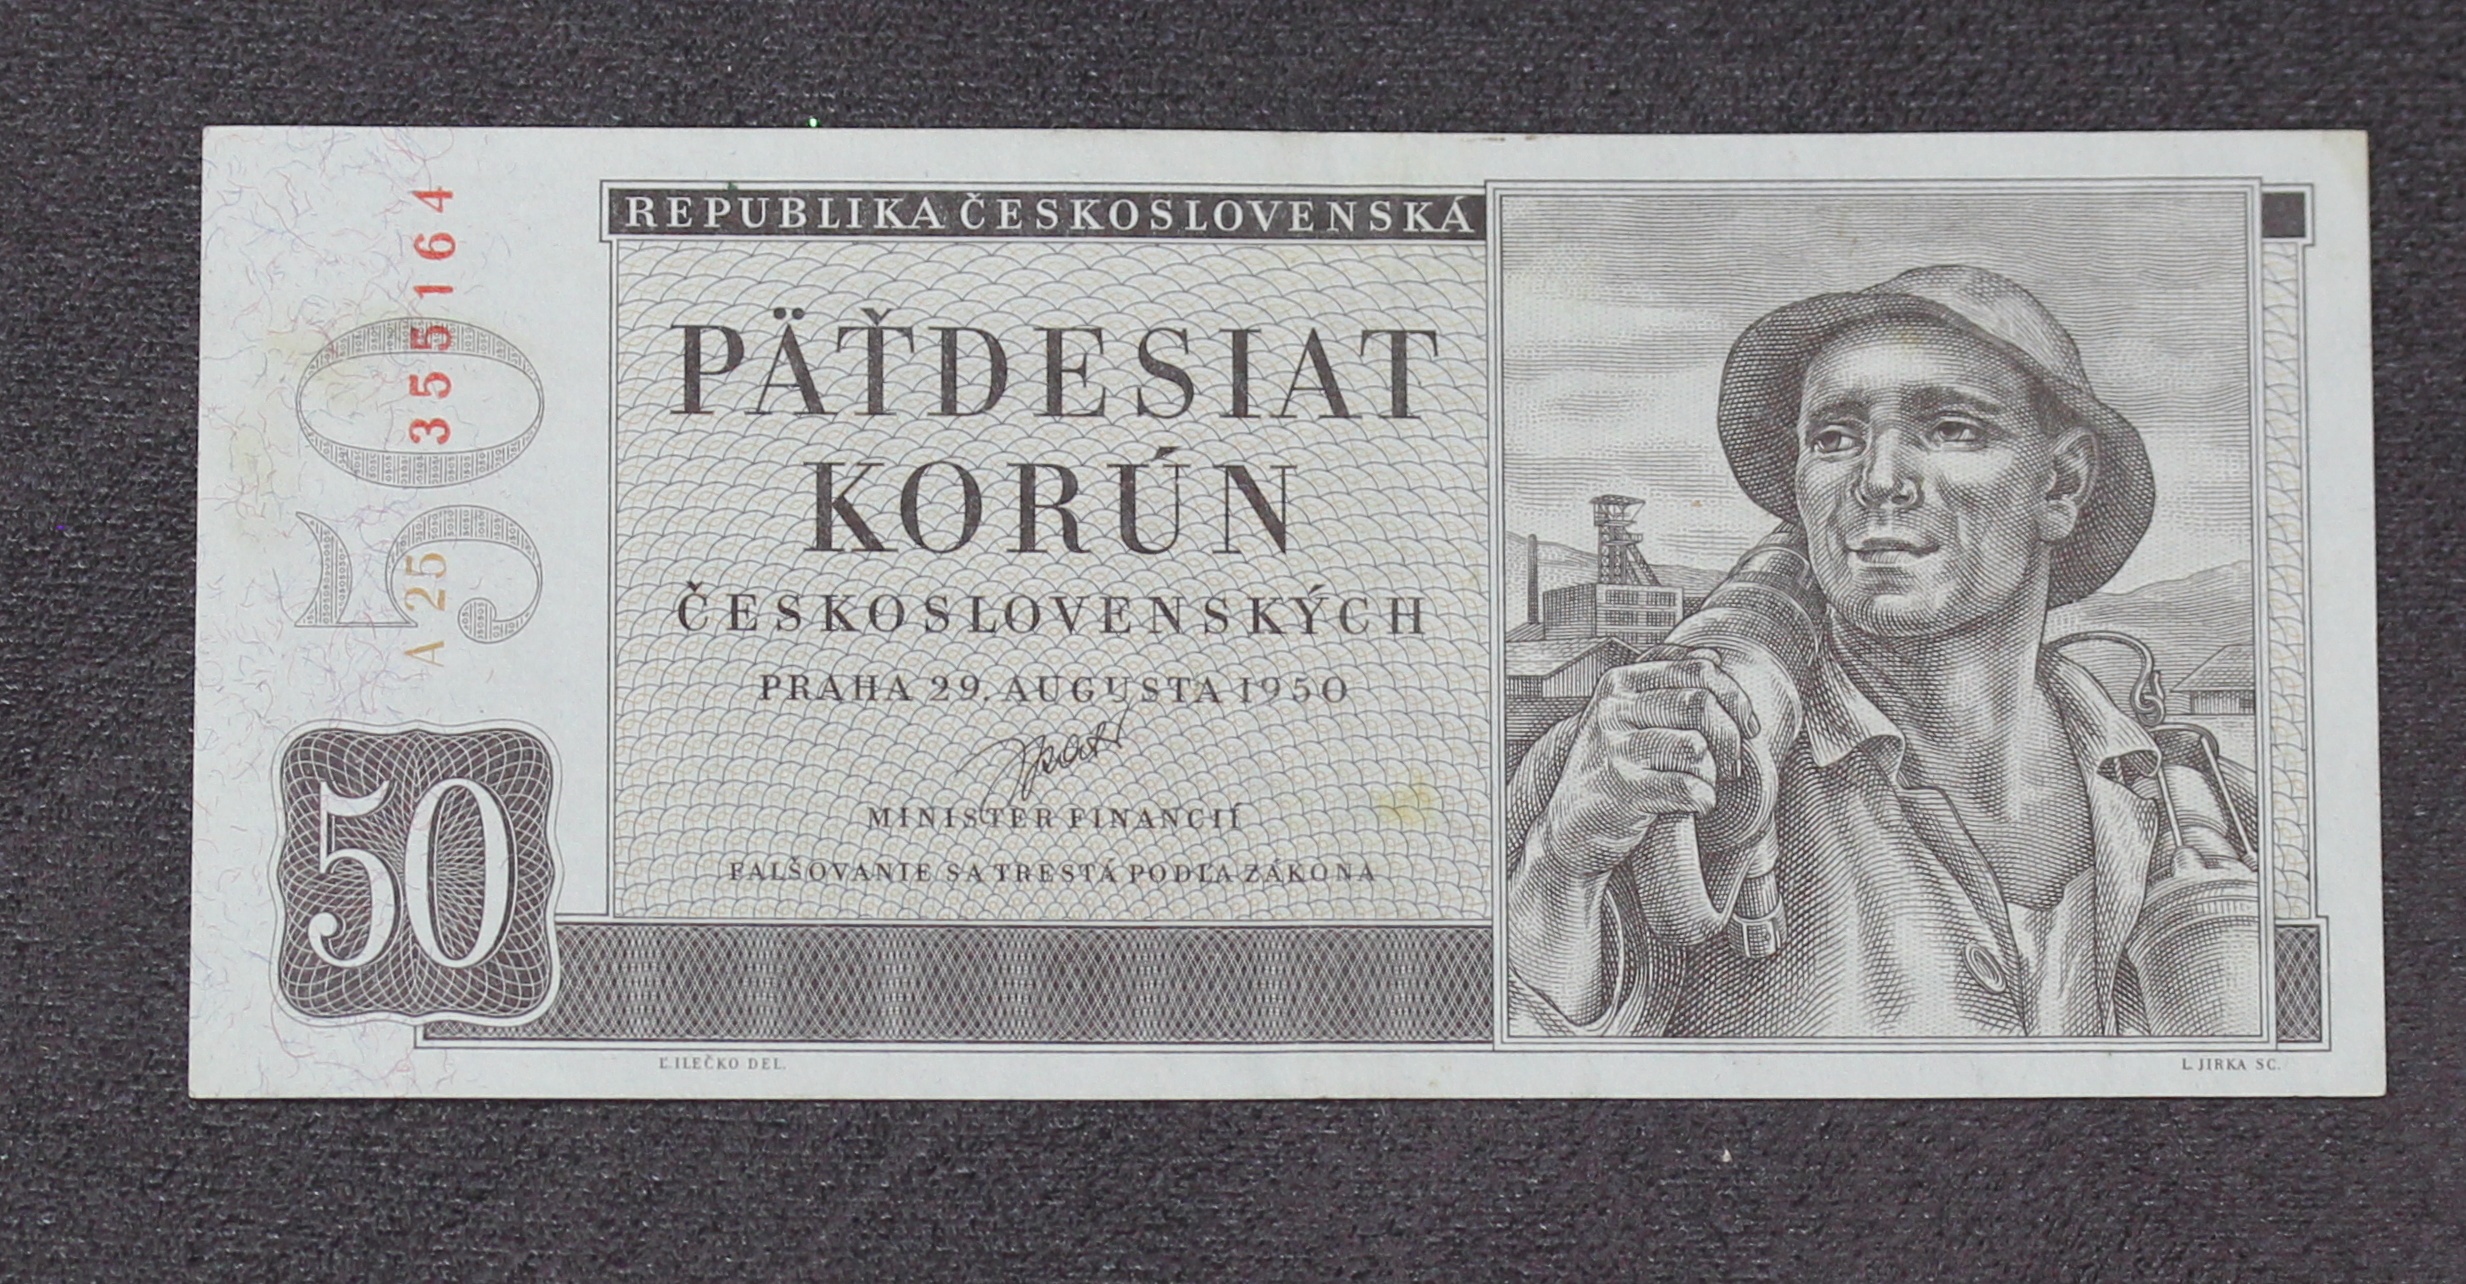 355164
50
A 25
50
REPUBLIKA ČESKOSLOVENSKÁ
PÄŤDESIAT
KORÚN
ČESKOSLOVENSKÝCH
PRAHA 29. AUGUSTA 1950
MINISTER FINANCIÍ
FALŠOVANIE SA TRESTÁ PODĽA ZÁKONA
Ľ. ILEČKO DEL.
L. JIRKA SC.